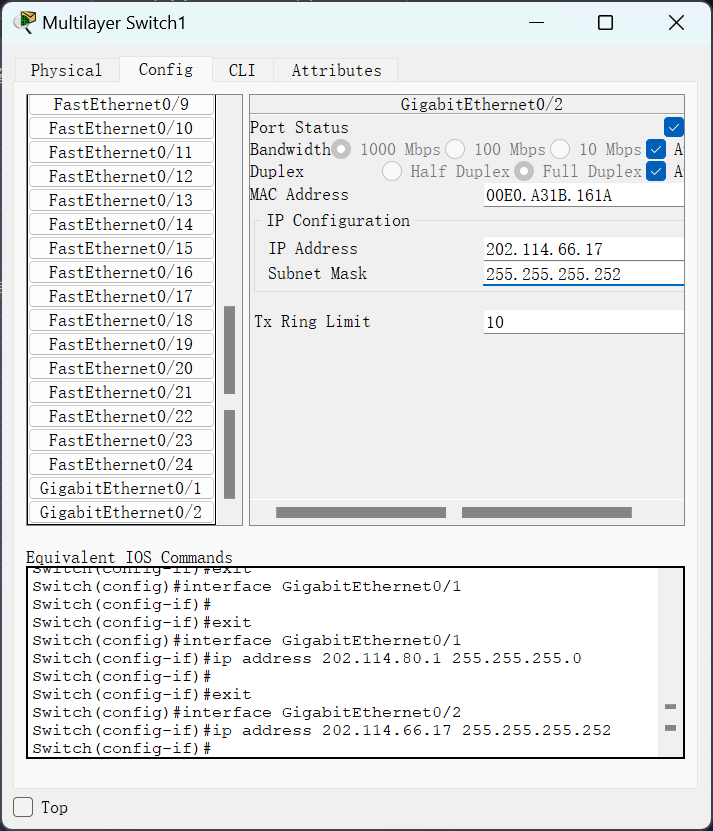 Multilayer Switch1
Physical Config CLI Attributes
FastEthernet0/9
FastEthernet0/10
FastEthernet0/11
FastEthernet0/12
FastEthernet0/13
FastEthernet0/14
FastEthernet0/15
FastEthernet0/16
FastEthernet0/17
FastEthernet0/18
FastEthernet0/19
FastEthernet0/20
FastEthernet0/21
FastEthernet0/22
FastEthernet0/23
FastEthernet0/24
GigabitEthernet0/1
GigabitEthernet0/2
GigabitEthernet0/2
Port Status
Bandwidth 1000 Mbps 100 Mbps 10 Mbps
Duplex Half Duplex Full Duplex
MAC Address 00E0.A31B.161A
IP Configuration
IP Address 202.114.66.17
Subnet Mask 255.255.255.252
Tx Ring Limit 10
Equivalent IOS Commands
Switch(config-if)#exit
Switch(config)#interface GigabitEthernet0/1
Switch(config-if)#
Switch(config-if)#exit
Switch(config)#interface GigabitEthernet0/1
Switch(config-if)#ip address 202.114.80.1 255.255.255.0
Switch(config-if)#
Switch(config-if)#exit
Switch(config)#interface GigabitEthernet0/2
Switch(config-if)#ip address 202.114.66.17 255.255.255.252
Switch(config-if)#
Top